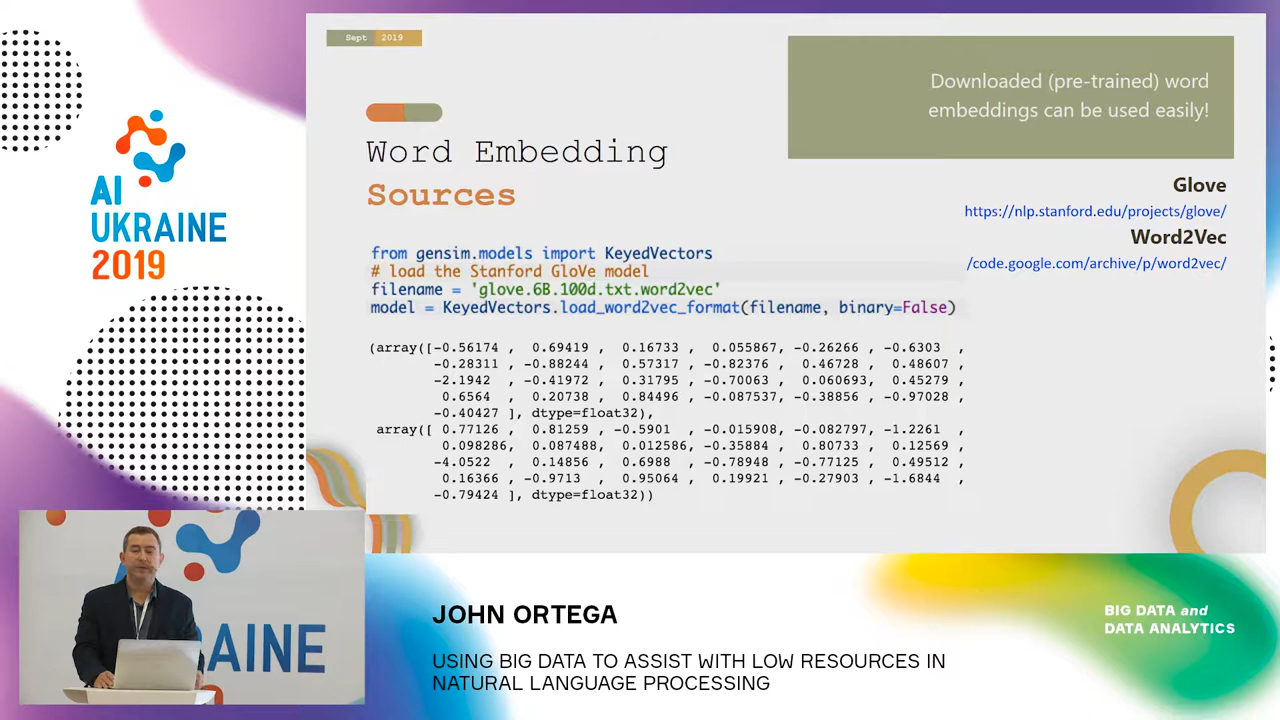 AI
UKRAINE
2019
Sept 2019
Word Embedding
Sources
Downloaded (pre-trained) word
embeddings can be used easily!
Glove
https://nlp.stanford.edu/projects/glove/
Word2Vec
/code.google.com/archive/p/word2vec/
from gensim.models import KeyedVectors
# load the Stanford GloVe model
filename = 'glove.6B.100d.txt.word2vec'
model = KeyedVectors.load_word2vec_format(filename, binary=False)
(array([-0.56174 , 0.69419 , 0.16733 , 0.055867, -0.26266 , -0.6303 ,
-0.28311 , -0.88244 , 0.57317 , -0.82376 , 0.46728 , 0.48607 ,
-2.1942 , -0.41972 , 0.31795 , -0.70063 , 0.060693, 0.45279 ,
0.6564 , 0.20738 , 0.84496 , -0.087537, -0.38856 , -0.97028 ,
-0.40427 ], dtype=float32),
array([ 0.77126 , 0.81259 , -0.5901 , -0.015908, -0.082797, -1.2261 ,
0.098286, 0.087488, 0.012586, -0.35884 , 0.80733 , 0.12569 ,
-4.0522 , 0.14856 , 0.6988 , -0.78948 , -0.77125 , 0.49512 ,
0.16366 , -0.9713 , 0.95064 , 0.19921 , -0.27903 , -1.6844 ,
-0.79424 ], dtype=float32))
RAINE
JOHN ORTEGA
USING BIG DATA TO ASSIST WITH LOW RESOURCES IN
NATURAL LANGUAGE PROCESSING
BIG DATA and
DATA ANALYTICS